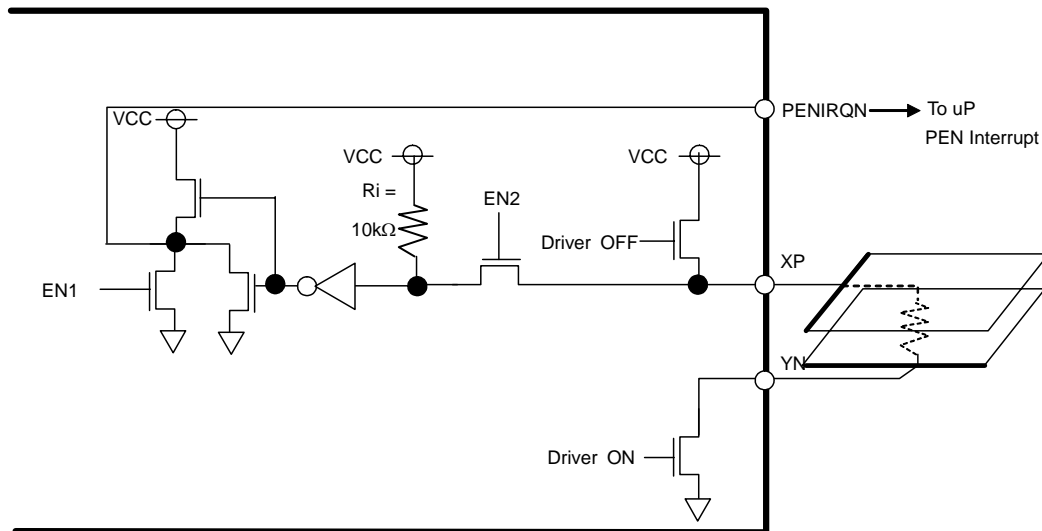 PENIRQN
To uP
PEN Interrupt
VCC
VCC
VCC
Ri =
10kΩ
EN2
Driver OFF
XP
EN1
YN
Driver ON